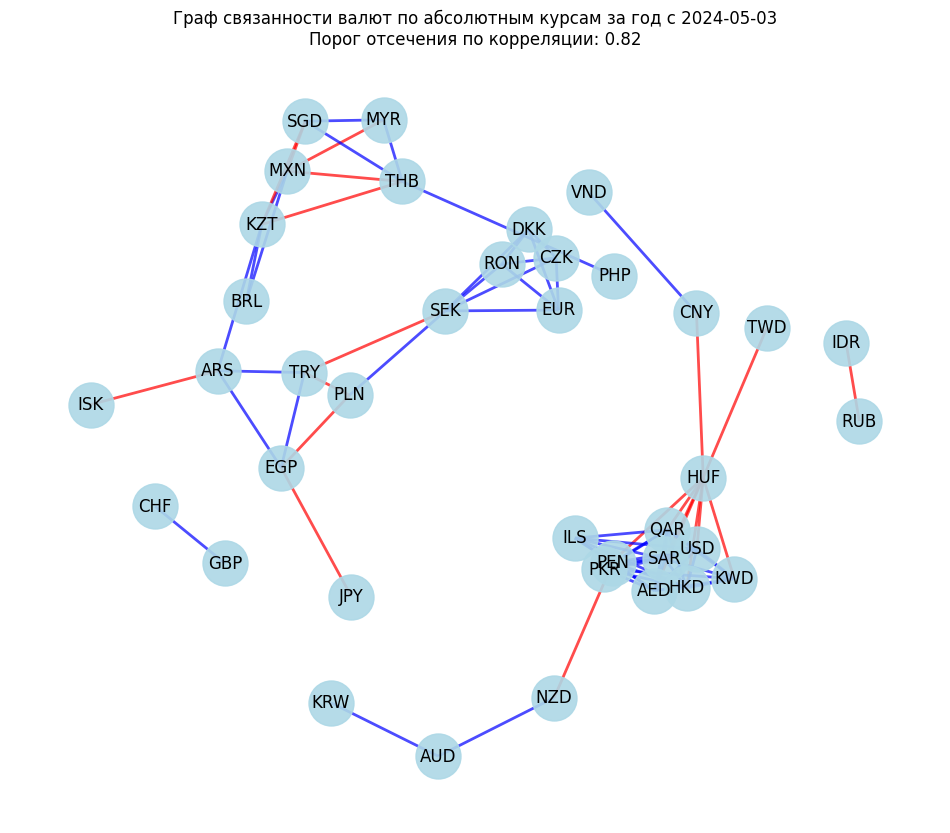 Граф связанности валют по абсолютным курсам за год с 2024-05-03
Порог отсечения по корреляции: 0.82
SGD
MYR
MXN
THB
VND
KZT
DKK
RON
CZK
PHP
BRL
SEK
EUR
CNY
TWD
IDR
ARS
TRY
PLN
ISK
RUB
EGP
HUF
CHF
QAR
ILS
USD
GBP
PEN
SAR
PKR
KWD
AED
HKD
JPY
KRW
NZD
AUD